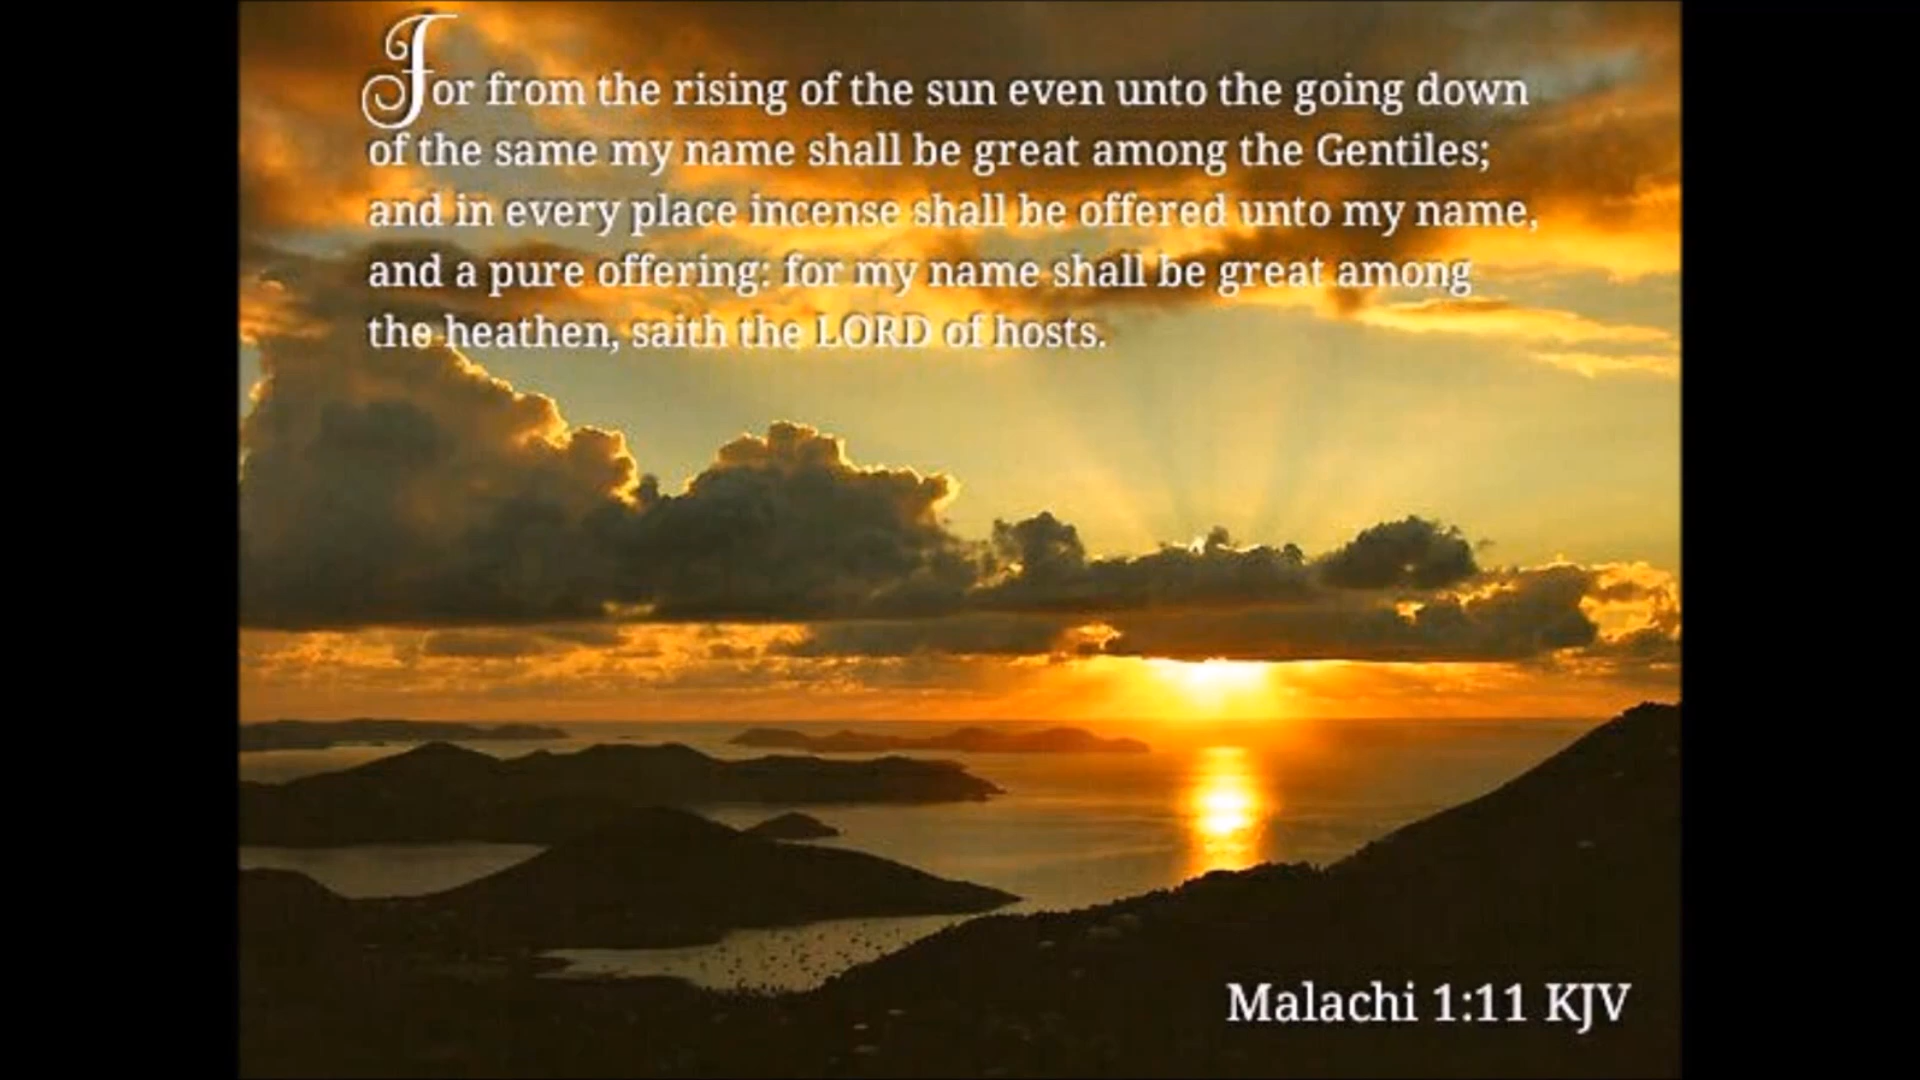 For from the rising of the sun even unto the going down
of the same my name shall be great among the Gentiles;
and in every place incense shall be offered unto my name,
and a pure offering: for my name shall be great among
the heathen, saith the LORD of hosts.
Malachi 1:11 KJV